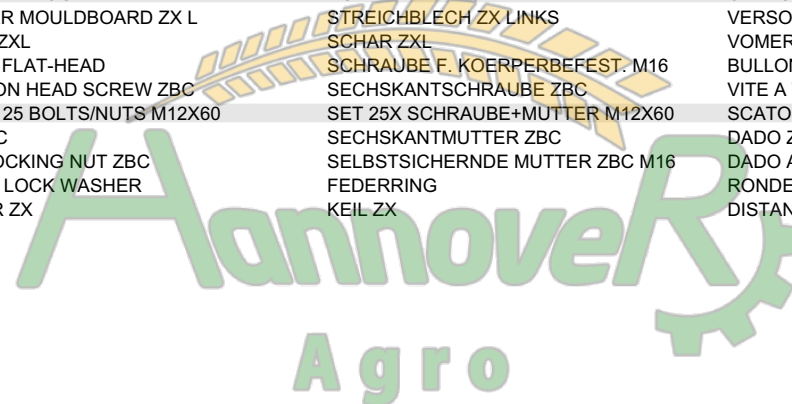 R MOULDBOARD ZX L STREICHBLECH ZX LINKS VERSO
ZXL SCHAR ZXL VOMER
FLAT-HEAD SCHRAUBE F. KOERPERBEFEST. M16 BULLON
ON HEAD SCREW ZBC SECHSKANTSCHRAUBE ZBC VITE A
25 BOLTS/NUTS M12X60 SET 25X SCHRAUBE+MUTTER M12X60 SCATO
C SECHSKANTMUTTER ZBC DADO Z
OCKING NUT ZBC SELBSTSICHERNDE MUTTER ZBC M16 DADO A
LOCK WASHER FEDERRING RONDE
R ZX KEIL ZX DISTAN
HannoveR
Agro